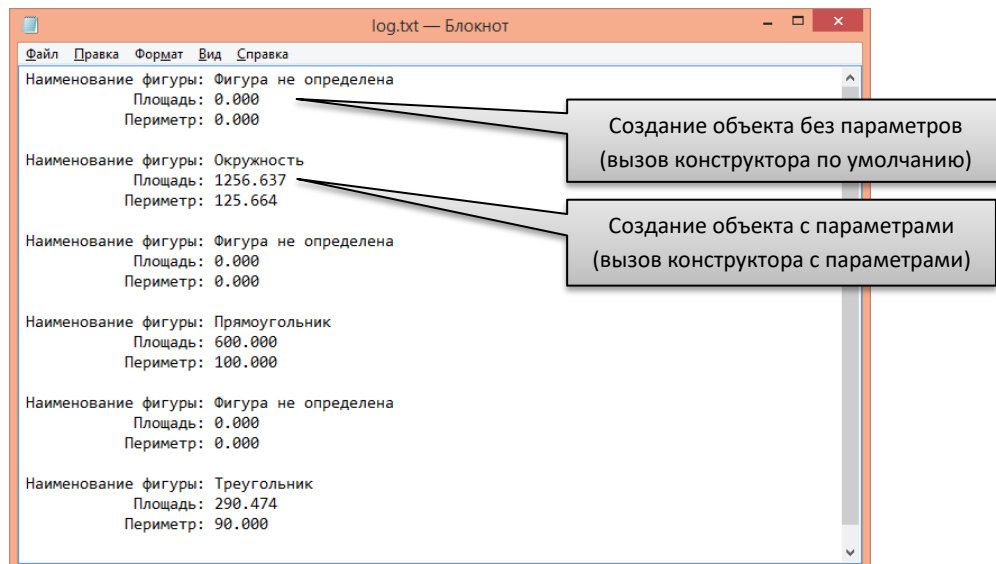 log.txt — Блокнот
Файл Правка Формат Вид Справка
Наименование фигуры: Фигура не определена
Площадь: 0.000
Периметр: 0.000
Наименование фигуры: Окружность
Площадь: 1256.637
Периметр: 125.664
Наименование фигуры: Фигура не определена
Площадь: 0.000
Периметр: 0.000
Наименование фигуры: Прямоугольник
Площадь: 600.000
Периметр: 100.000
Наименование фигуры: Фигура не определена
Площадь: 0.000
Периметр: 0.000
Наименование фигуры: Треугольник
Площадь: 290.474
Периметр: 90.000
Создание объекта без параметров
(вызов конструктора по умолчанию)
Создание объекта с параметрами
(вызов конструктора с параметрами)